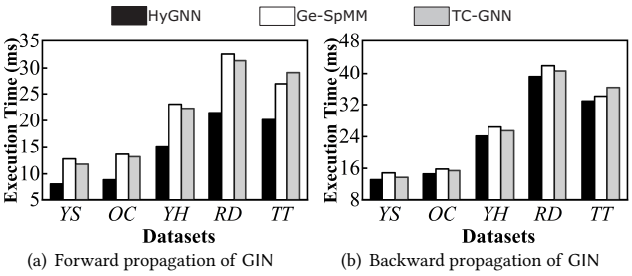 HyGNN Ge-SpMM TC-GNN
Execution Time (ms)
35
30
25
20
15
10
5
YS OC YH RD TT
Datasets
(a) Forward propagation of GIN
Execution Time (ms)
48
40
32
24
16
8
YS OC YH RD TT
Datasets
(b) Backward propagation of GIN